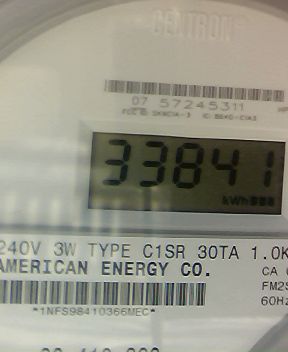 CENTRON
07 57245311
33841
kWh
240V 3W TYPE C1SR 30TA 1.0K
AMERICAN ENERGY CO.
CA
FM2S
60Hz
*1NFS98410366MEC*